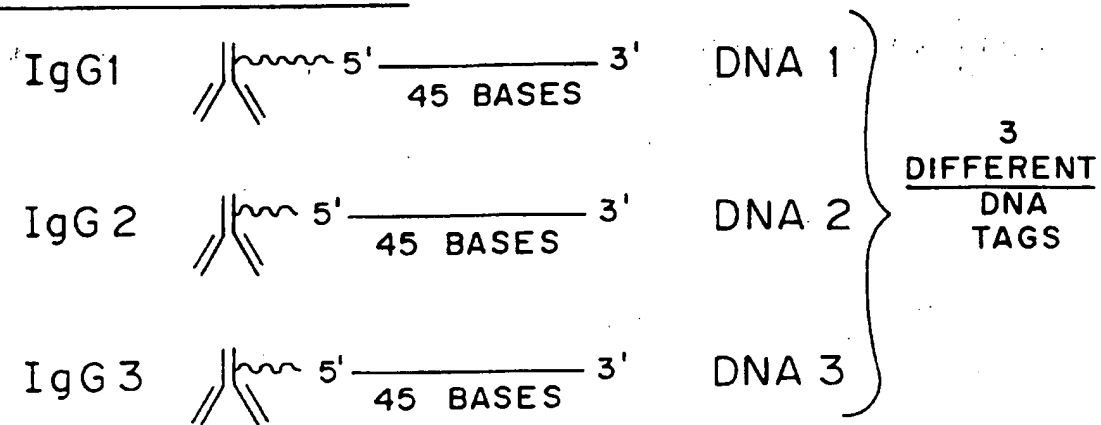 IgG1 5' 3' DNA 1
45 BASES
IgG 2 5' 3' DNA 2
45 BASES
IgG 3 5' 3' DNA 3
45 BASES
3
DIFFERENT
DNA
TAGS